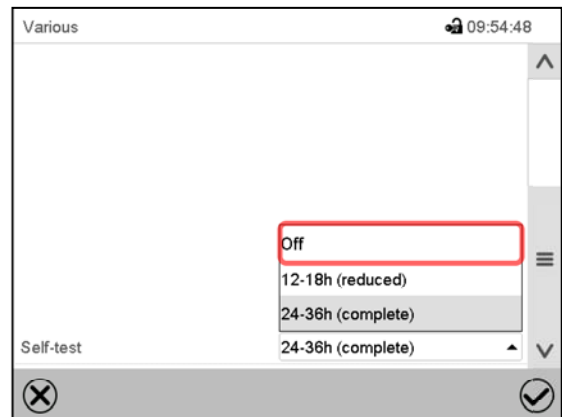 Various 09:54:48
Off
12-18h (reduced)
24-36h (complete)
Self-test 24-36h (complete)